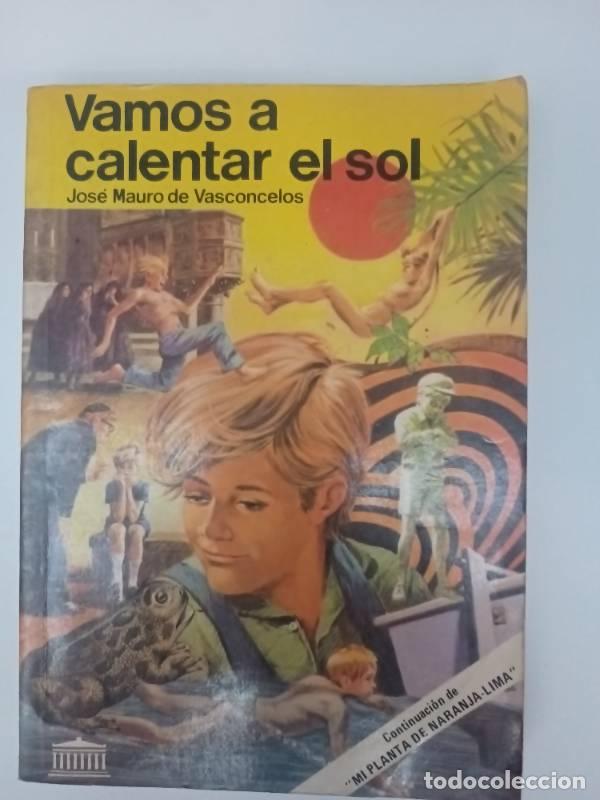 Vamos a
calentar el sol
José Mauro de Vasconcelos
Continuación de
"MI PLANTA DE NARANJA-LIMA"
todocoleccion